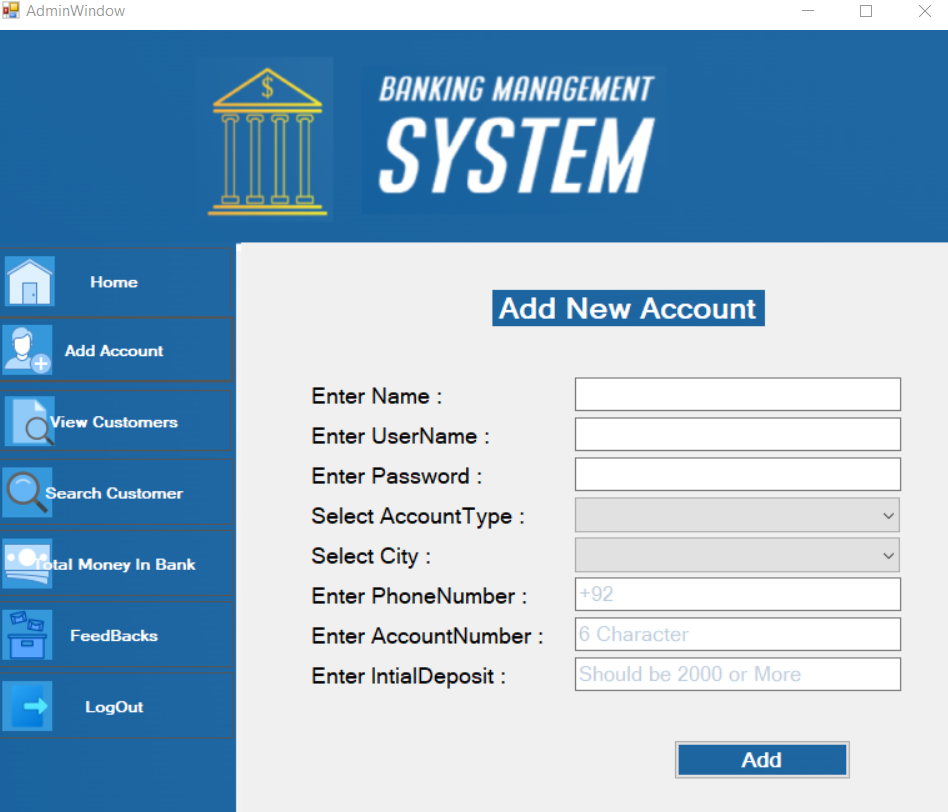 AdminWindow
$
BANKING MANAGEMENT
SYSTEM
Home
Add Account
View Customers
Search Customer
Total Money In Bank
FeedBacks
LogOut
Add New Account
Enter Name :
Enter UserName :
Enter Password :
Select AccountType :
Select City :
Enter PhoneNumber : +92
Enter AccountNumber : 6 Character
Enter IntialDeposit : Should be 2000 or More
Add